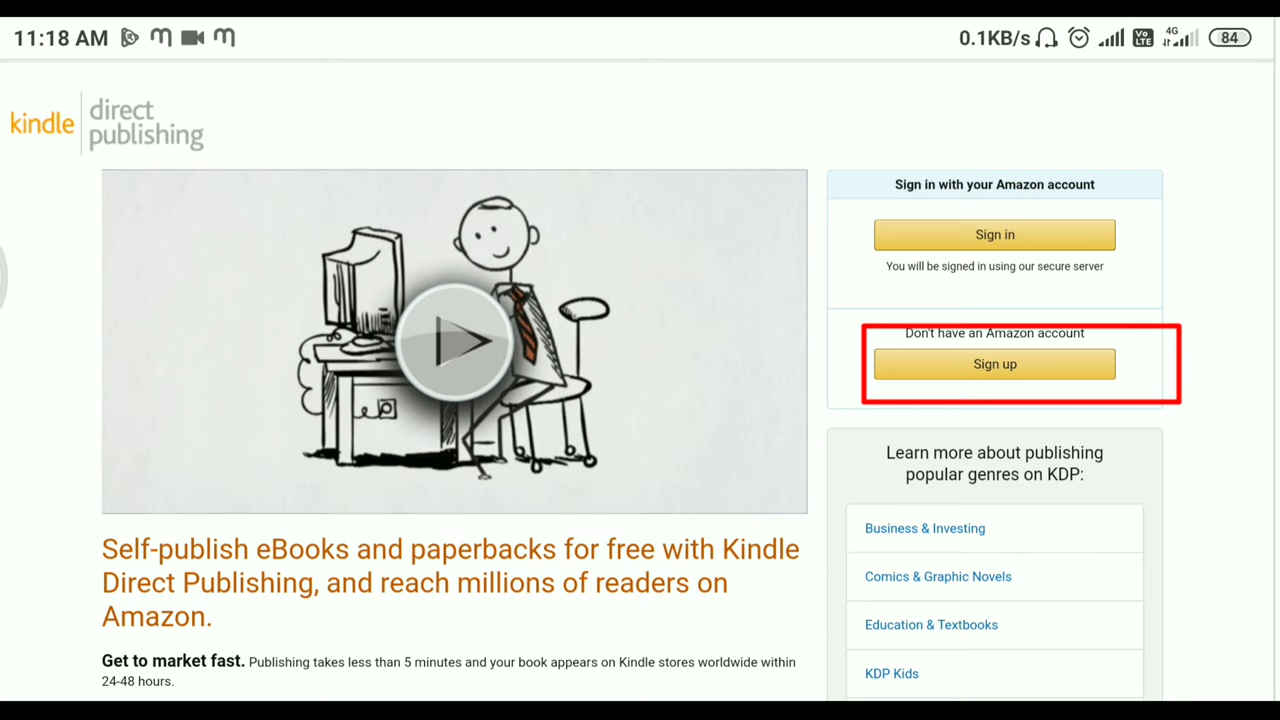 11:18 AM
0.1KB/s
Vo
LTE
4G
84
kindle
direct
publishing
Sign in with your Amazon account
Sign in
You will be signed in using our secure server
Don't have an Amazon account
Sign up
Learn more about publishing
popular genres on KDP:
Business & Investing
Comics & Graphic Novels
Education & Textbooks
KDP Kids
Self-publish eBooks and paperbacks for free with Kindle
Direct Publishing, and reach millions of readers on
Amazon.
Get to market fast. Publishing takes less than 5 minutes and your book appears on Kindle stores worldwide within
24-48 hours.